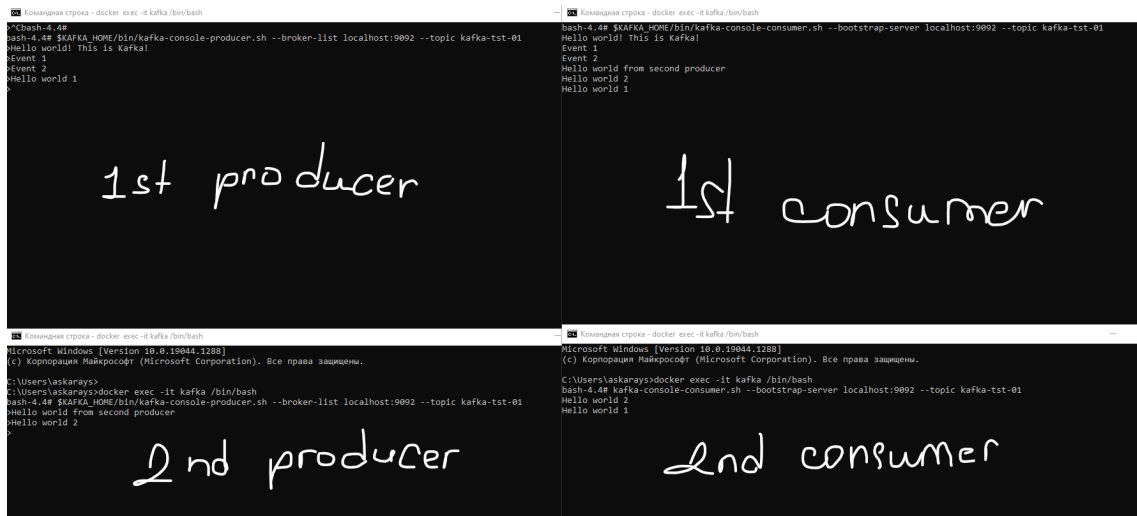 Командная строка - docker exec -it kafka /bin/bash
>^Cbash-4.4#
bash-4.4# $KAFKA_HOME/bin/kafka-console-producer.sh --broker-list localhost:9092 --topic kafka-tst-01
>Hello world! This is Kafka!
>Event 1
>Event 2
>Hello world 1
>
1st producer
Командная строка - docker exec -it kafka /bin/bash
bash-4.4# $KAFKA_HOME/bin/kafka-console-consumer.sh --bootstrap-server localhost:9092 --topic kafka-tst-01
Hello world! This is Kafka!
Event 1
Event 2
Hello world from second producer
Hello world 2
Hello world 1
1st consumer
Командная строка - docker exec -it kafka /bin/bash
Microsoft Windows [Version 10.0.19044.1288]
(c) Корпорация Майкрософт (Microsoft Corporation). Все права защищены.
C:\Users\askarays>
C:\Users\askarays>docker exec -it kafka /bin/bash
bash-4.4# $KAFKA_HOME/bin/kafka-console-producer.sh --broker-list localhost:9092 --topic kafka-tst-01
>Hello world from second producer
>Hello world 2
>
2nd producer
Командная строка - docker exec -it kafka /bin/bash
Microsoft Windows [Version 10.0.19044.1288]
(c) Корпорация Майкрософт (Microsoft Corporation). Все права защищены.
C:\Users\askarays>docker exec -it kafka /bin/bash
bash-4.4# kafka-console-consumer.sh --bootstrap-server localhost:9092 --topic kafka-tst-01
Hello world 2
Hello world 1
2nd consumer